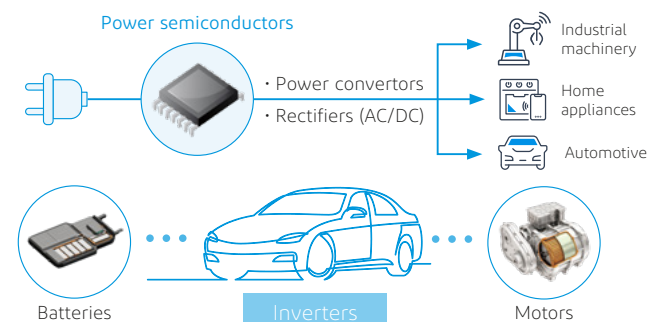 Power semiconductors
・Power convertors
・Rectifiers (AC/DC)
Industrial
machinery
Home
appliances
Automotive
Batteries
Inverters
Motors